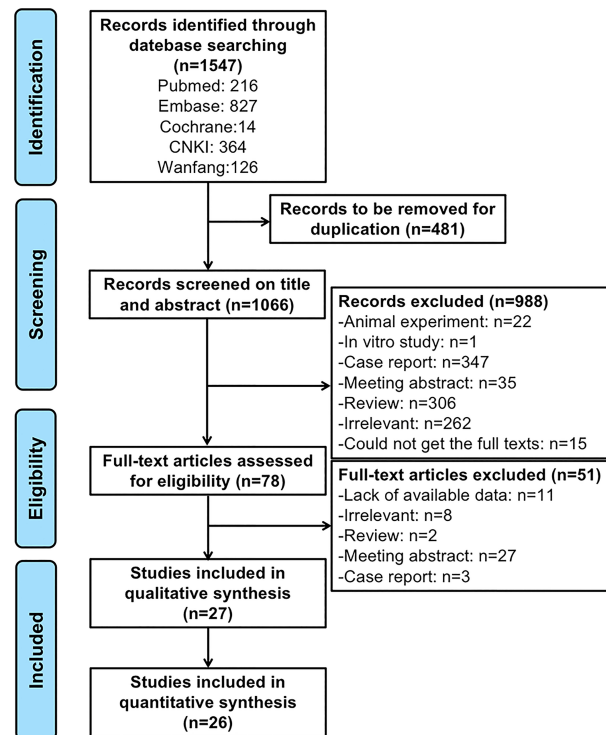 Identification
Records identified through
datebase searching
(n=1547)
Pubmed: 216
Embase: 827
Cochrane:14
CNKI: 364
Wanfang:126
Records to be removed for
duplication (n=481)
Screening
Records screened on title
and abstract (n=1066)
Records excluded (n=988)
-Animal experiment: n=22
-In vitro study: n=1
-Case report: n=347
-Meeting abstract: n=35
-Review: n=306
-Irrelevant: n=262
-Could not get the full texts: n=15
Eligibility
Full-text articles assessed
for eligibility (n=78)
Full-text articles excluded (n=51)
-Lack of available data: n=11
-Irrelevant: n=8
-Review: n=2
-Meeting abstract: n=27
-Case report: n=3
Included
Studies included in
qualitative synthesis
(n=27)
Studies included in
quantitative synthesis
(n=26)